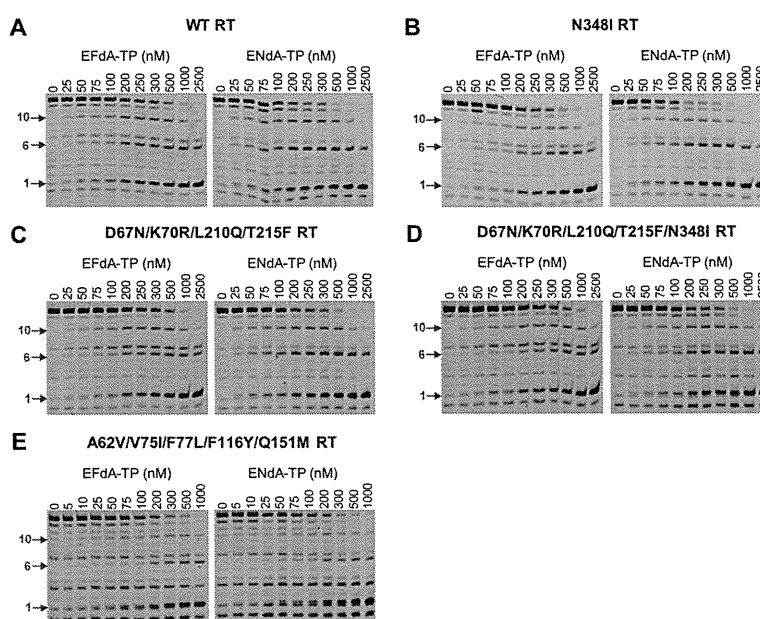 A
WT RT
EFdA-TP (nM)
ENdA-TP (nM)
0 25 50 75 100 200 250 300 500 1000 2500
0 25 50 75 100 200 250 300 500 1000 2500
10
6
1
B
N348I RT
EFdA-TP (nM)
ENdA-TP (nM)
0 25 50 75 100 200 250 300 500 1000 2500
0 25 50 75 100 200 250 300 500 1000
10
6
1
C
D67N/K70R/L210Q/T215F RT
EFdA-TP (nM)
ENdA-TP (nM)
0 25 50 75 100 200 250 300 500 1000 2500
0 25 50 75 100 200 250 300 500 1000 2500
10
6
1
D
D67N/K70R/L210Q/T215F/N348I RT
EFdA-TP (nM)
ENdA-TP (nM)
0 25 50 75 100 200 250 300 500 1000 2500
0 25 50 75 100 200 250 300 500 1000
10
6
1
E
A62V/V75I/F77L/F116Y/Q151M RT
EFdA-TP (nM)
ENdA-TP (nM)
0 5 10 25 50 75 100 200 300 500 1000
0 5 10 25 50 75 100 200 300 500 1000
10
6
1